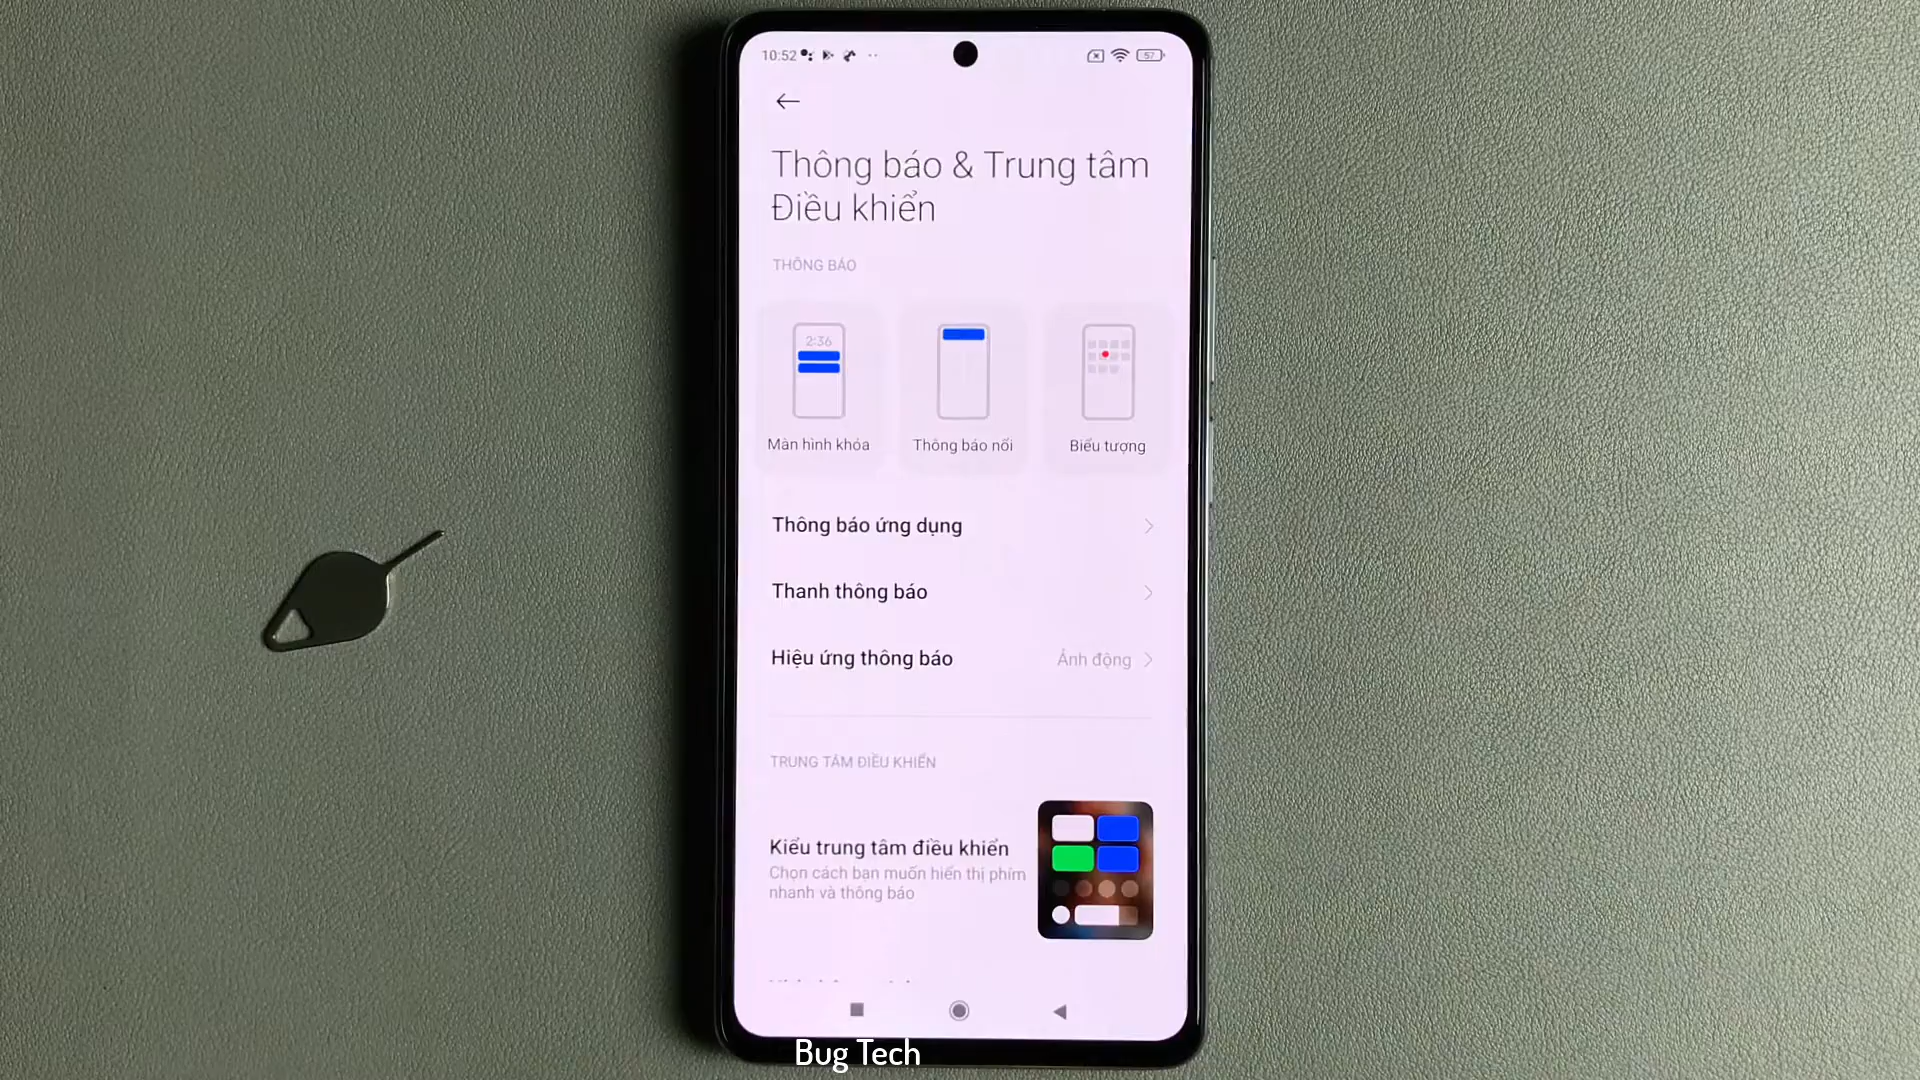 10:52
57
Thông báo & Trung tâm
Điều khiển
THÔNG BÁO
2:36
Màn hình khóa
Thông báo nổi
Biểu tượng
Thông báo ứng dụng
Thanh thông báo
Hiệu ứng thông báo
Ảnh động
TRUNG TÂM ĐIỀU KHIỂN
Kiểu trung tâm điều khiển
Chọn cách bạn muốn hiển thị phím
nhanh và thông báo
Bug Tech